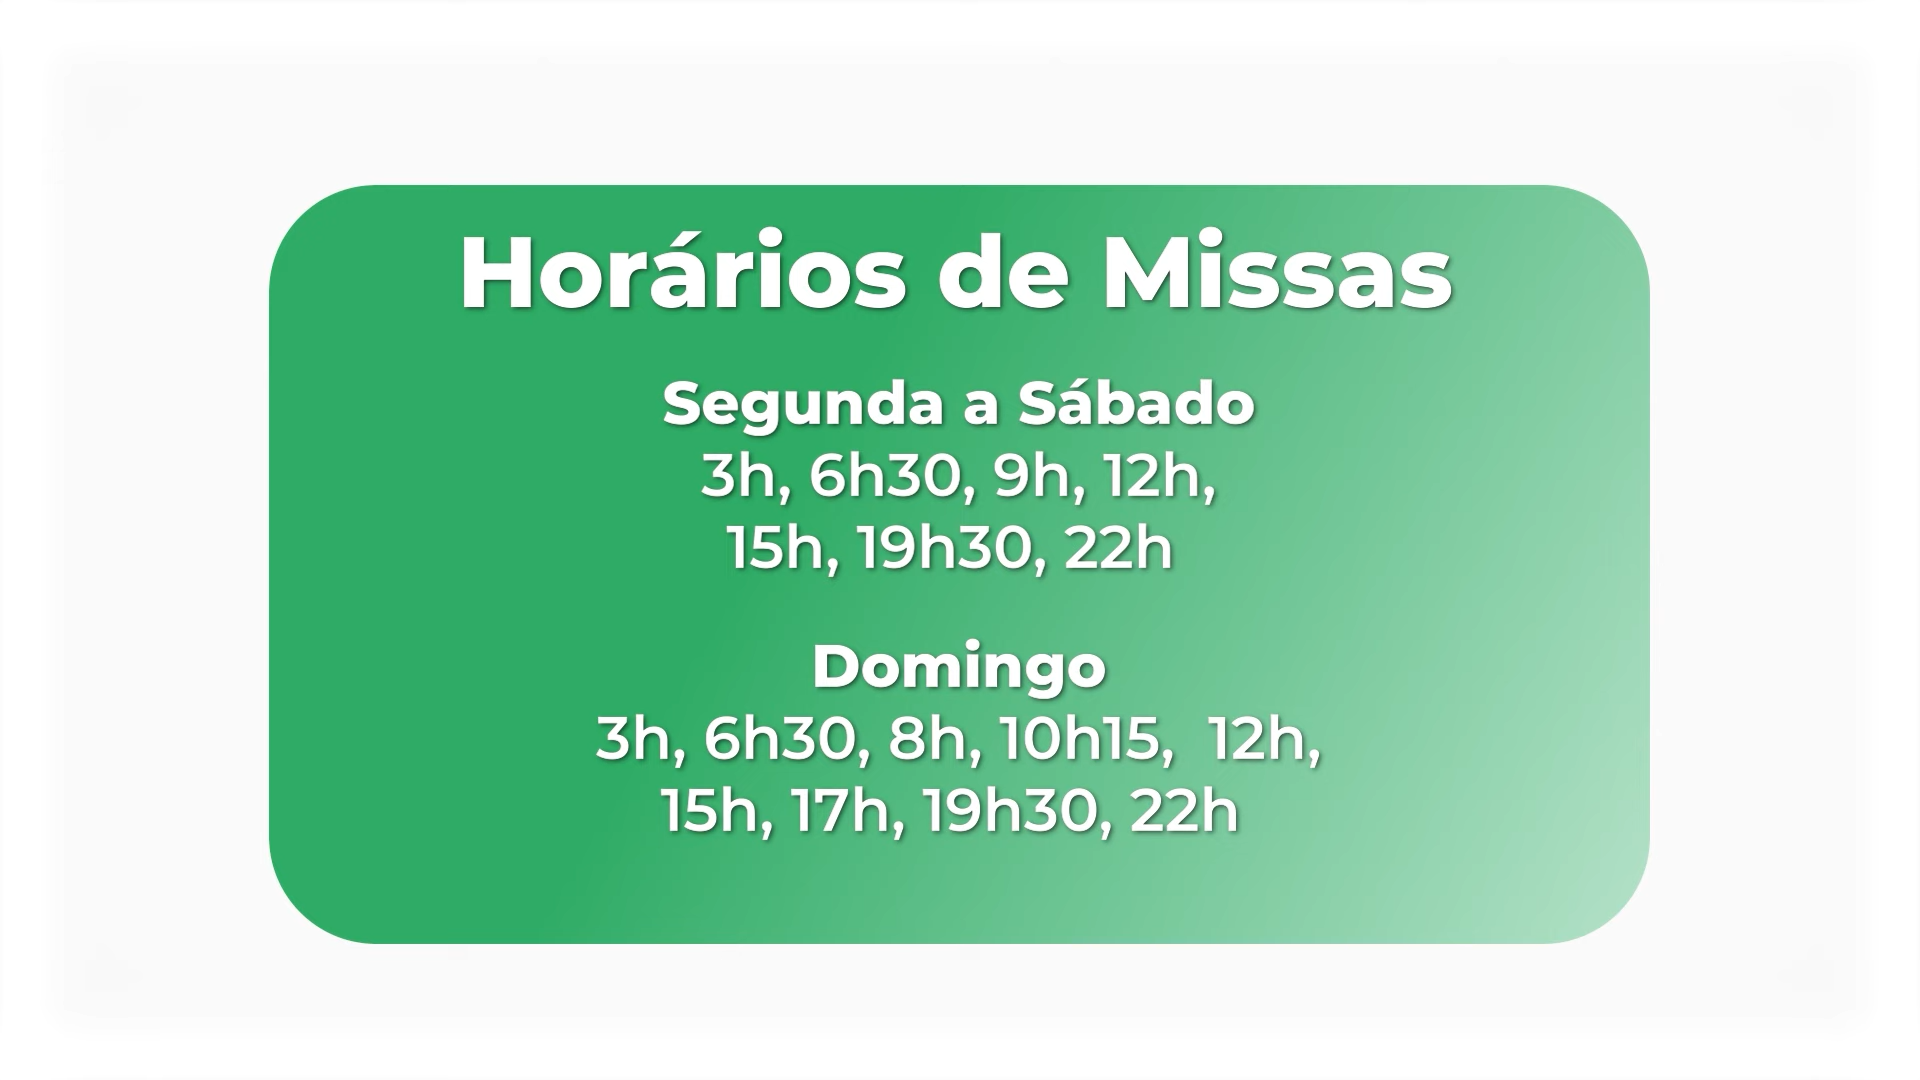 Horários de Missas
Segunda a Sábado
3h, 6h30, 9h, 12h,
15h, 19h30, 22h
Domingo
3h, 6h30, 8h, 10h15,  12h,
15h, 17h, 19h30, 22h